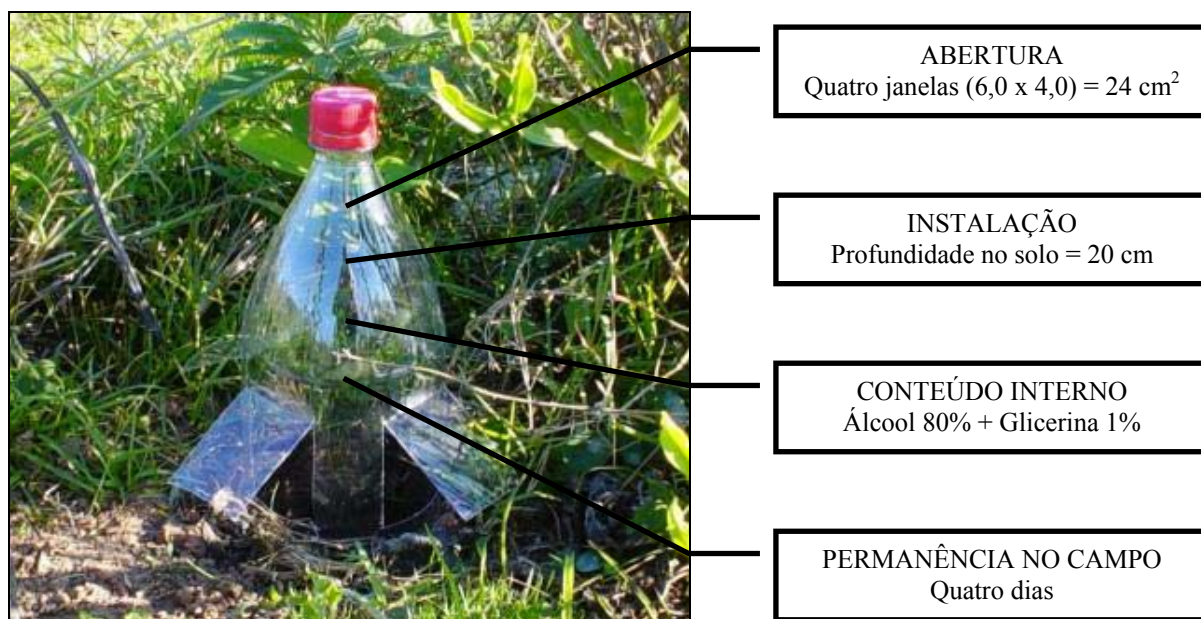 ABERTURA
Quatro janelas (6,0 x 4,0) = 24 cm²
INSTALAÇÃO
Profundidade no solo = 20 cm
CONTEÚDO INTERNO
Álcool 80% + Glicerina 1%
PERMANÊNCIA NO CAMPO
Quatro dias